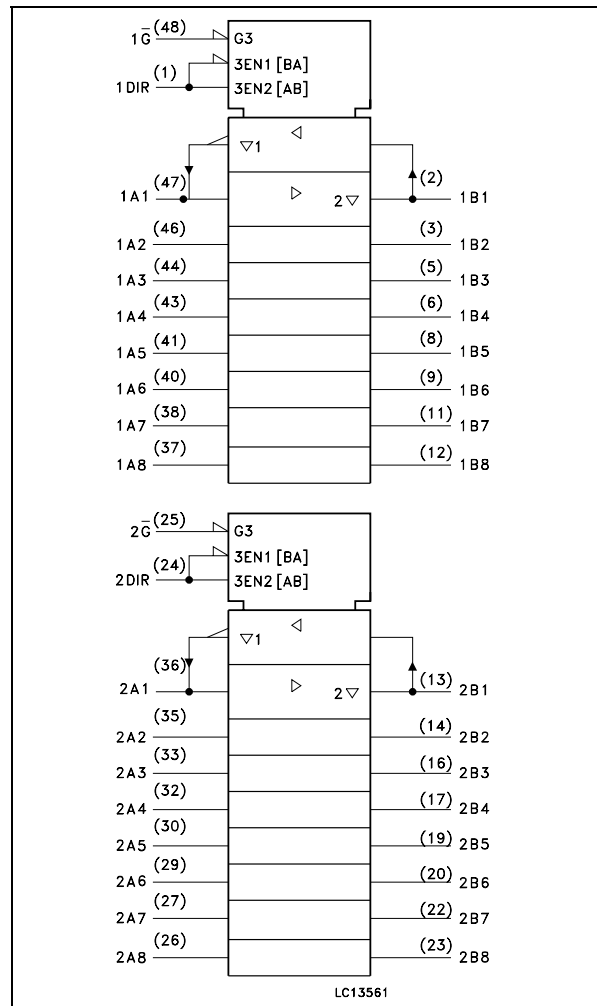 1G̅ (48) G3
3EN1 [BA]
1DIR (1) 3EN2 [AB]
▽1 ◁
1A1 (47) ▷ 2▽ (2) 1B1
1A2 (46) (3) 1B2
1A3 (44) (5) 1B3
1A4 (43) (6) 1B4
1A5 (41) (8) 1B5
1A6 (40) (9) 1B6
1A7 (38) (11) 1B7
1A8 (37) (12) 1B8
2G̅ (25) G3
3EN1 [BA]
2DIR (24) 3EN2 [AB]
▽1 ◁
2A1 (36) ▷ 2▽ (13) 2B1
2A2 (35) (14) 2B2
2A3 (33) (16) 2B3
2A4 (32) (17) 2B4
2A5 (30) (19) 2B5
2A6 (29) (20) 2B6
2A7 (27) (22) 2B7
2A8 (26) (23) 2B8
LC13561